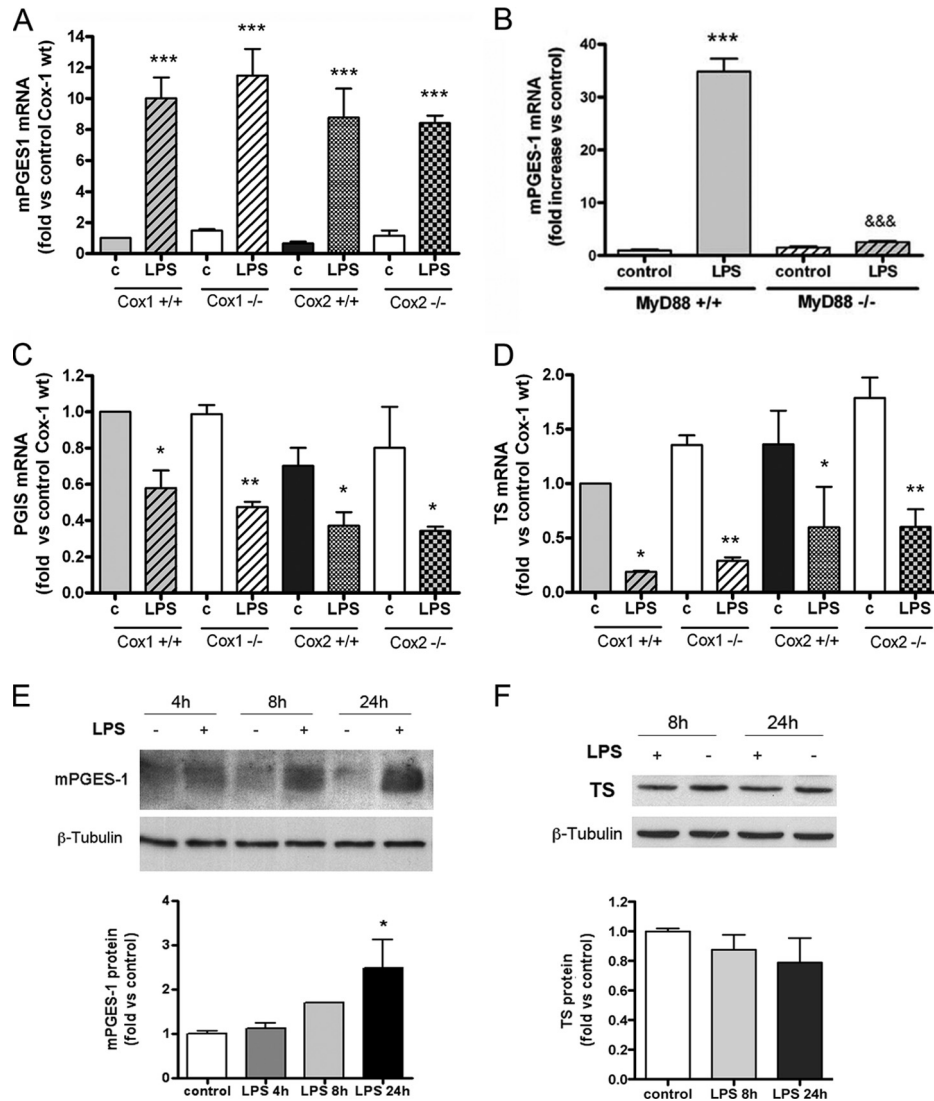 A
mPGES1 mRNA
(fold vs control Cox-1 wt)
14
12
10
8
6
4
2
0
***
***
***
***
c LPS c LPS c LPS c LPS
Cox1 +/+ Cox1 -/- Cox2 +/+ Cox2 -/-
B
mPGES-1 mRNA
(fold increase vs control)
40
30
20
10
0
***
&&&
control LPS control LPS
MyD88 +/+ MyD88 -/-
C
PGIS mRNA
(fold vs control Cox-1 wt)
1.2
1.0
0.8
0.6
0.4
0.2
0.0
*
**
*
*
c LPS c LPS c LPS c LPS
Cox1 +/+ Cox1 -/- Cox2 +/+ Cox2 -/-
D
TS mRNA
(fold vs control Cox-1 wt)
2.0
1.5
1.0
0.5
0.0
*
**
*
**
c LPS c LPS c LPS c LPS
Cox1 +/+ Cox1 -/- Cox2 +/+ Cox2 -/-
E
4h 8h 24h
LPS - + - + - +
mPGES-1
β-Tubulin
mPGES-1 protein
(fold vs control)
4
3
2
1
0
*
control LPS 4h LPS 8h LPS 24h
F
8h 24h
LPS + - + -
TS
β-Tubulin
TS protein
(fold vs control)
1.2
1.0
0.8
0.6
0.4
0.2
0.0
control LPS 8h LPS 24h